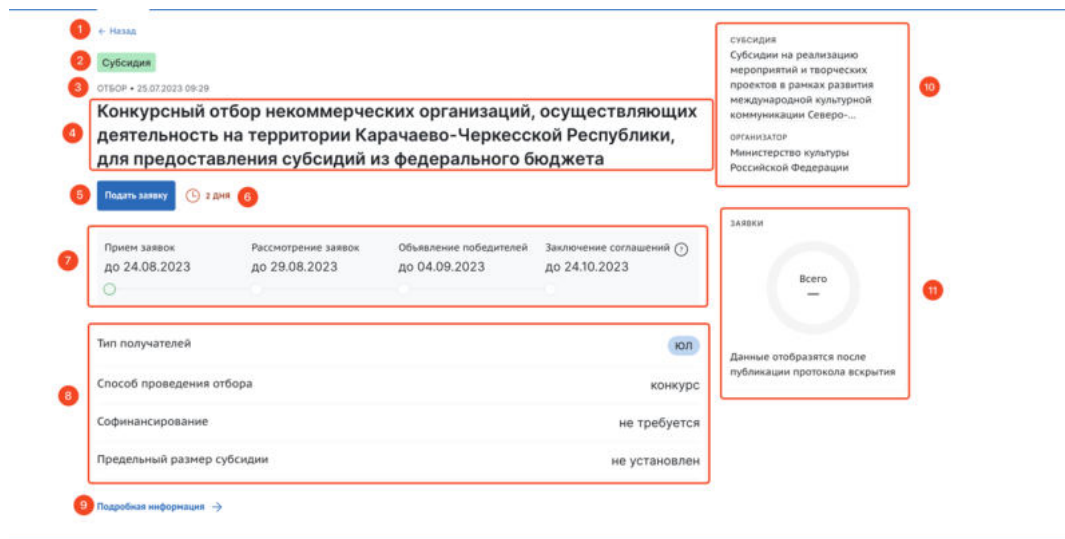 1 ← Назад
2 Субсидия
3 ОТБОР • 25.07.2023 09:29
4 Конкурсный отбор некоммерческих организаций, осуществляющих
деятельность на территории Карачаево-Черкесской Республики,
для предоставления субсидий из федерального бюджета
5 Подать заявку 2 дня 6
7
Прием заявок
до 24.08.2023
Рассмотрение заявок
до 29.08.2023
Объявление победителей
до 04.09.2023
Заключение соглашений ?
до 24.10.2023
8
Тип получателей ЮЛ
Способ проведения отбора конкурс
Софинансирование не требуется
Предельный размер субсидии не установлен
9 Подробная информация →
СУБСИДИЯ
Субсидии на реализацию
мероприятий и творческих
проектов в рамках развития
международной культурной
коммуникации Северо-...
10
ОРГАНИЗАТОР
Министерство культуры
Российской Федерации
ЗАЯВКИ
Всего
—
11
Данные отобразятся после
публикации протокола вскрытия